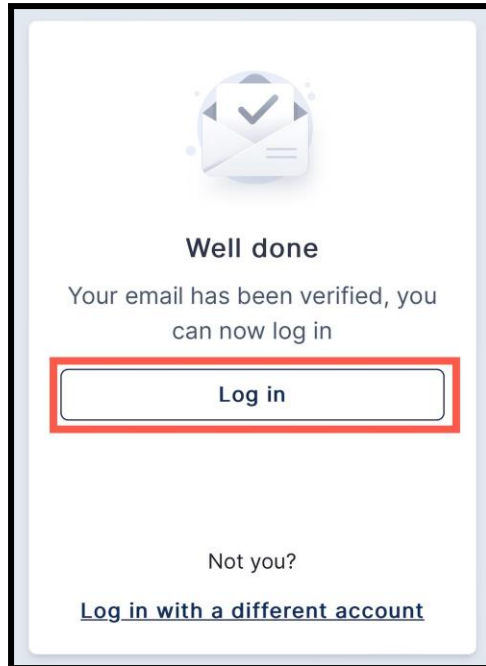 Well done
Your email has been verified, you
can now log in
Log in
Not you?
Log in with a different account